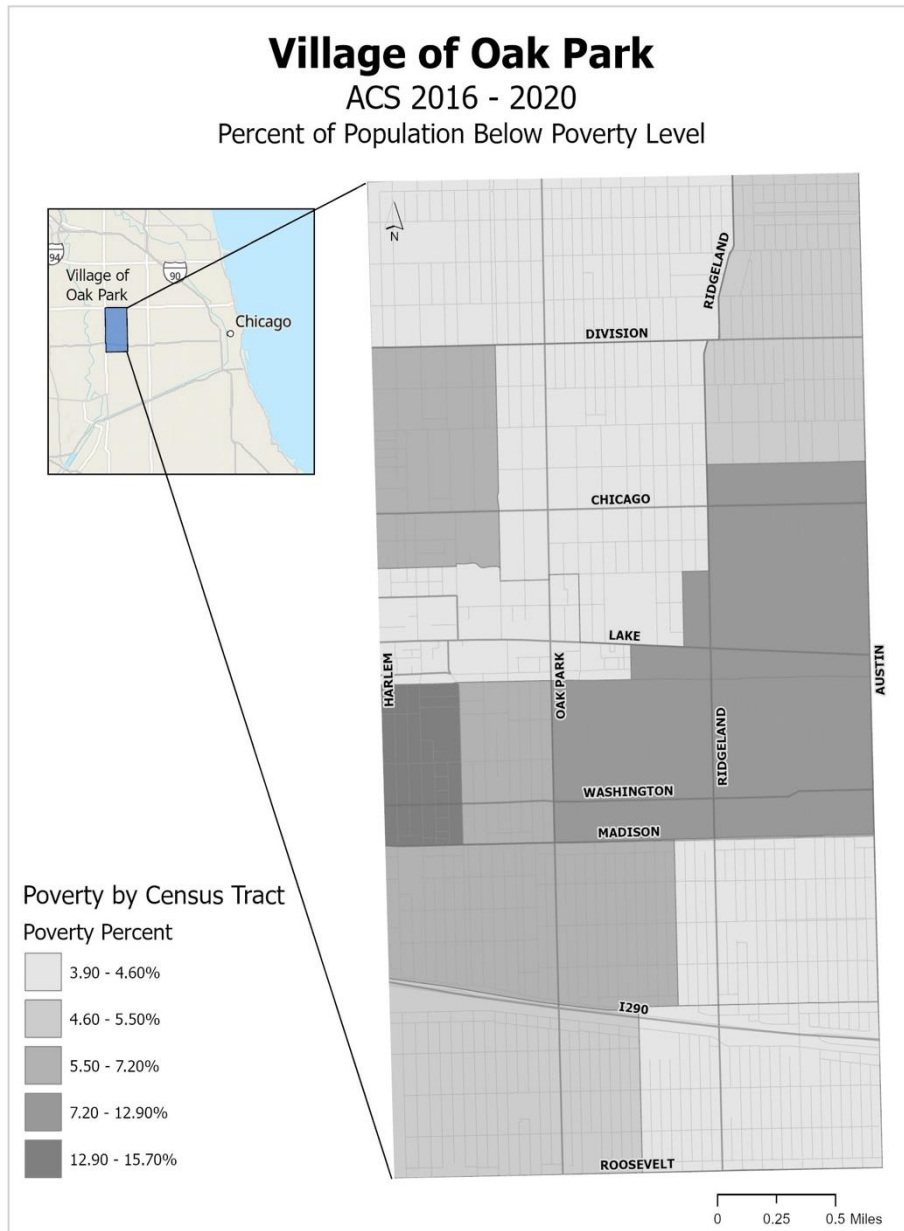 Village of Oak Park
ACS 2016 - 2020
Percent of Population Below Poverty Level
94
90
Village of
Oak Park
Chicago
N
RIDGELAND
DIVISION
CHICAGO
LAKE
HARLEM
OAK PARK
AUSTIN
RIDGELAND
WASHINGTON
MADISON
I290
ROOSEVELT
Poverty by Census Tract
Poverty Percent
3.90 - 4.60%
4.60 - 5.50%
5.50 - 7.20%
7.20 - 12.90%
12.90 - 15.70%
0 0.25 0.5 Miles